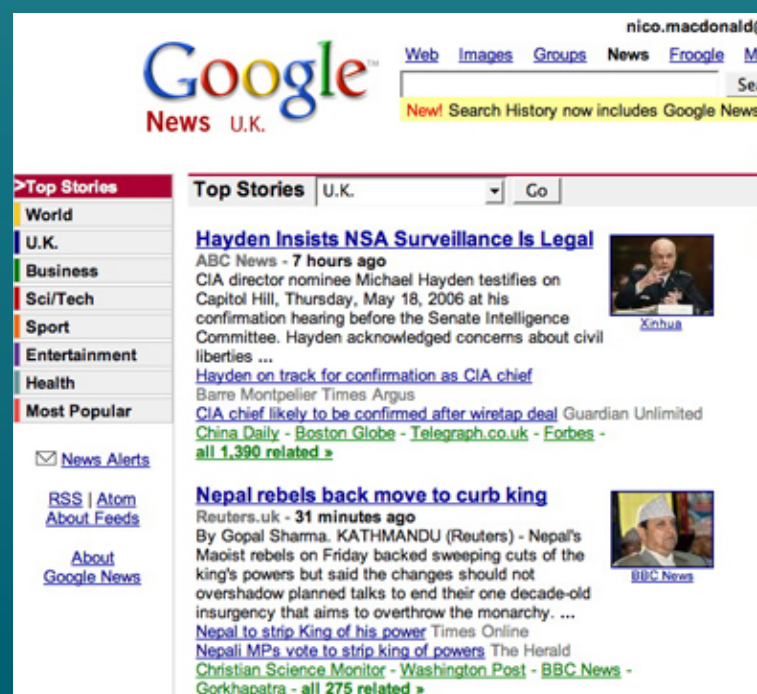 nico.macdonald@
Google™
News U.K.
Web Images Groups News Froogle
New! Search History now includes Google News
>Top Stories
World
U.K.
Business
Sci/Tech
Sport
Entertainment
Health
Most Popular
News Alerts
RSS | Atom
About Feeds
About
Google News
Top Stories U.K. Go
Hayden Insists NSA Surveillance Is Legal
ABC News - 7 hours ago
CIA director nominee Michael Hayden testifies on
Capitol Hill, Thursday, May 18, 2006 at his
confirmation hearing before the Senate Intelligence
Committee. Hayden acknowledged concerns about civil
liberties ...
Xinhua
Hayden on track for confirmation as CIA chief
Barre Montpelier Times Argus
CIA chief likely to be confirmed after wiretap deal Guardian Unlimited
China Daily - Boston Globe - Telegraph.co.uk - Forbes -
all 1,390 related »
Nepal rebels back move to curb king
Reuters.uk - 31 minutes ago
By Gopal Sharma. KATHMANDU (Reuters) - Nepal's
Maoist rebels on Friday backed sweeping cuts of the
king's powers but said the changes should not
overshadow planned talks to end their one decade-old
insurgency that aims to overthrow the monarchy. ...
BBC News
Nepal to strip King of his power Times Online
Nepali MPs vote to strip king of powers The Herald
Christian Science Monitor - Washington Post - BBC News -
Gorkhapatra - all 275 related »